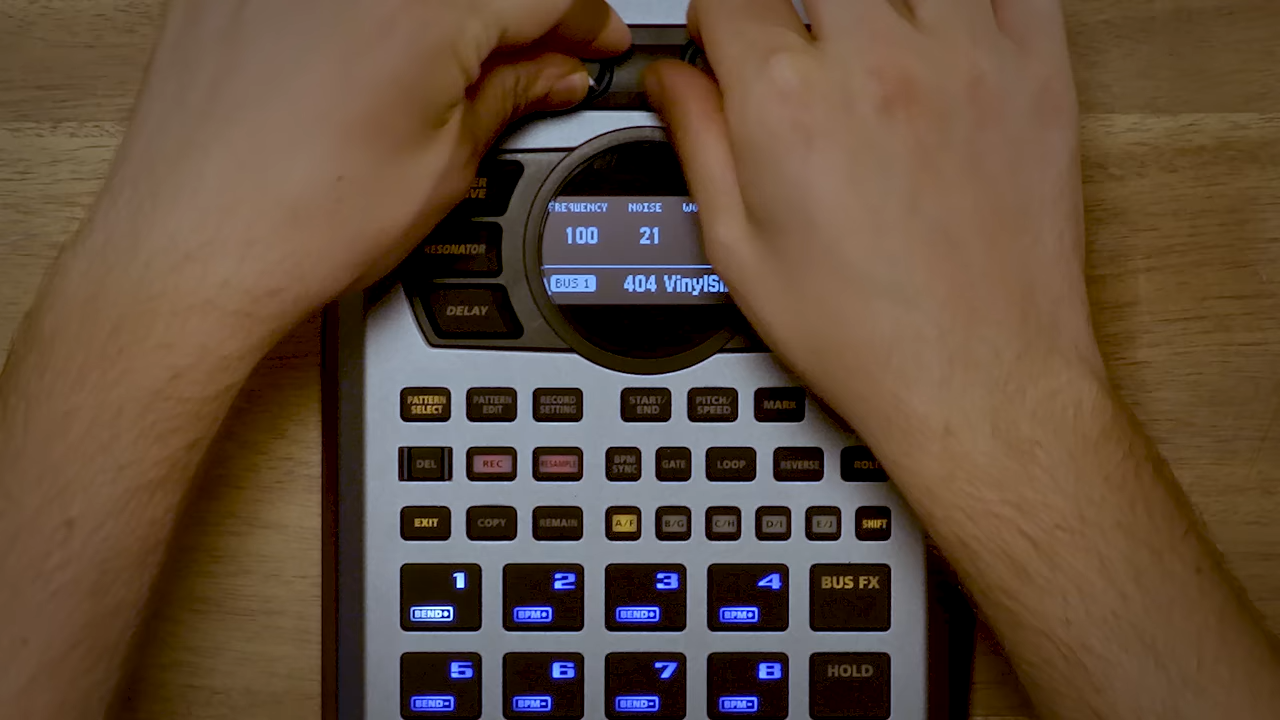 FREQUENCY NOISE
100 21
BUS 1 404
RESONATOR
DELAY
PATTERN SELECT
PATTERN EDIT
RECORD SETTING
START/ END
PITCH/ SPEED
MARK
DEL
REC
RESAMPLE
BPM SYNC
GATE
LOOP
REVERSE
ROLL
EXIT
COPY
REMAIN
A/F
B/G
C/H
D/I
E/J
SHIFT
1
BEND+
2
BPM+
3
BEND+
4
BPM+
BUS FX
5
BEND-
6
BPM-
7
BEND-
8
BPM-
HOLD